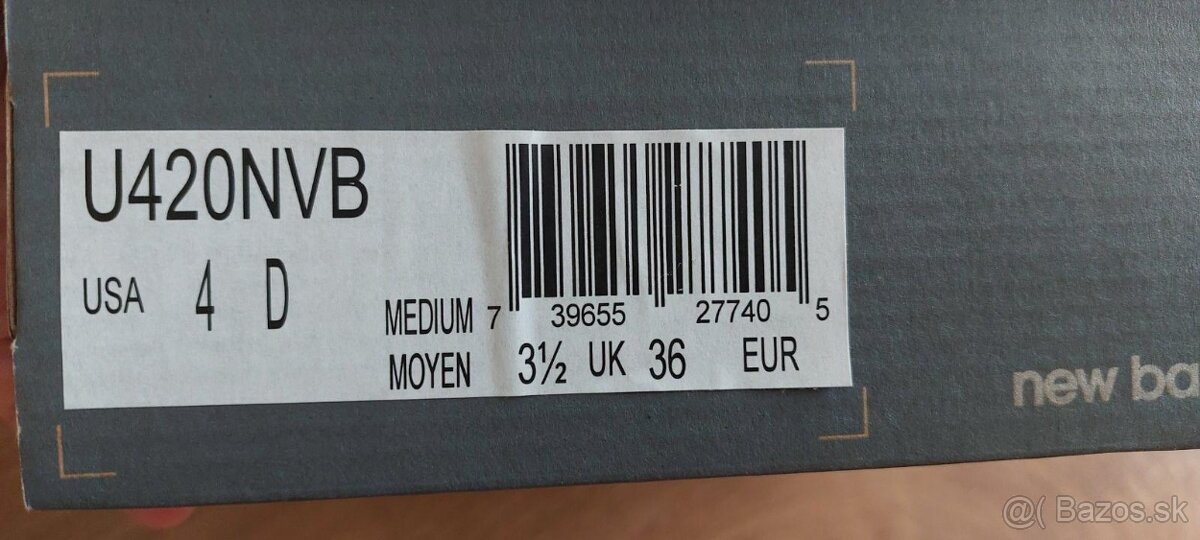 U420NVB
USA 4 D
MEDIUM
MOYEN
7 39655 27740 5
3½ UK 36 EUR
new ba
@( Bazos.sk